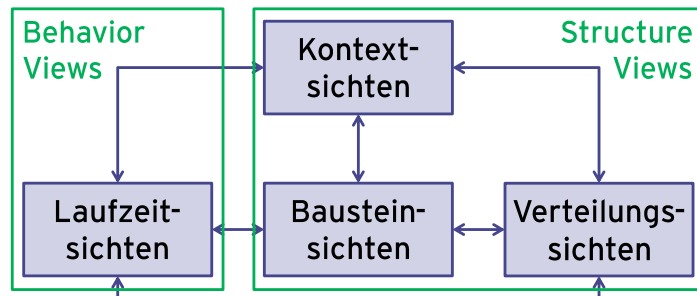 Behavior
Views
Structure
Views
Kontext-
sichten
Laufzeit-
sichten
Baustein-
sichten
Verteilungs-
sichten